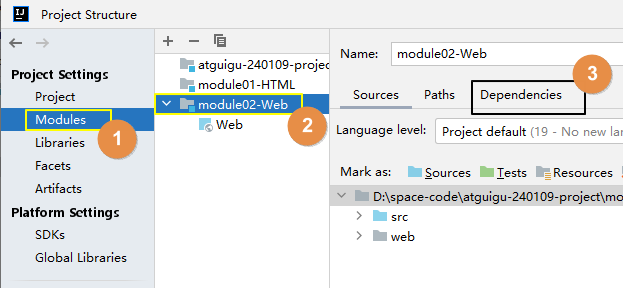 IJ
Project Structure
Project Settings
Project
Modules
1
Libraries
Facets
Artifacts
Platform Settings
SDKs
Global Libraries
atguigu-240109-projec
module01-HTML
module02-Web
2
Web
Name: module02-Web
3
Sources Paths Dependencies
Language level: Project default (19 - No new lan
Mark as: Sources Tests Resources
D:\space-code\atguigu-240109-project\mo
src
web